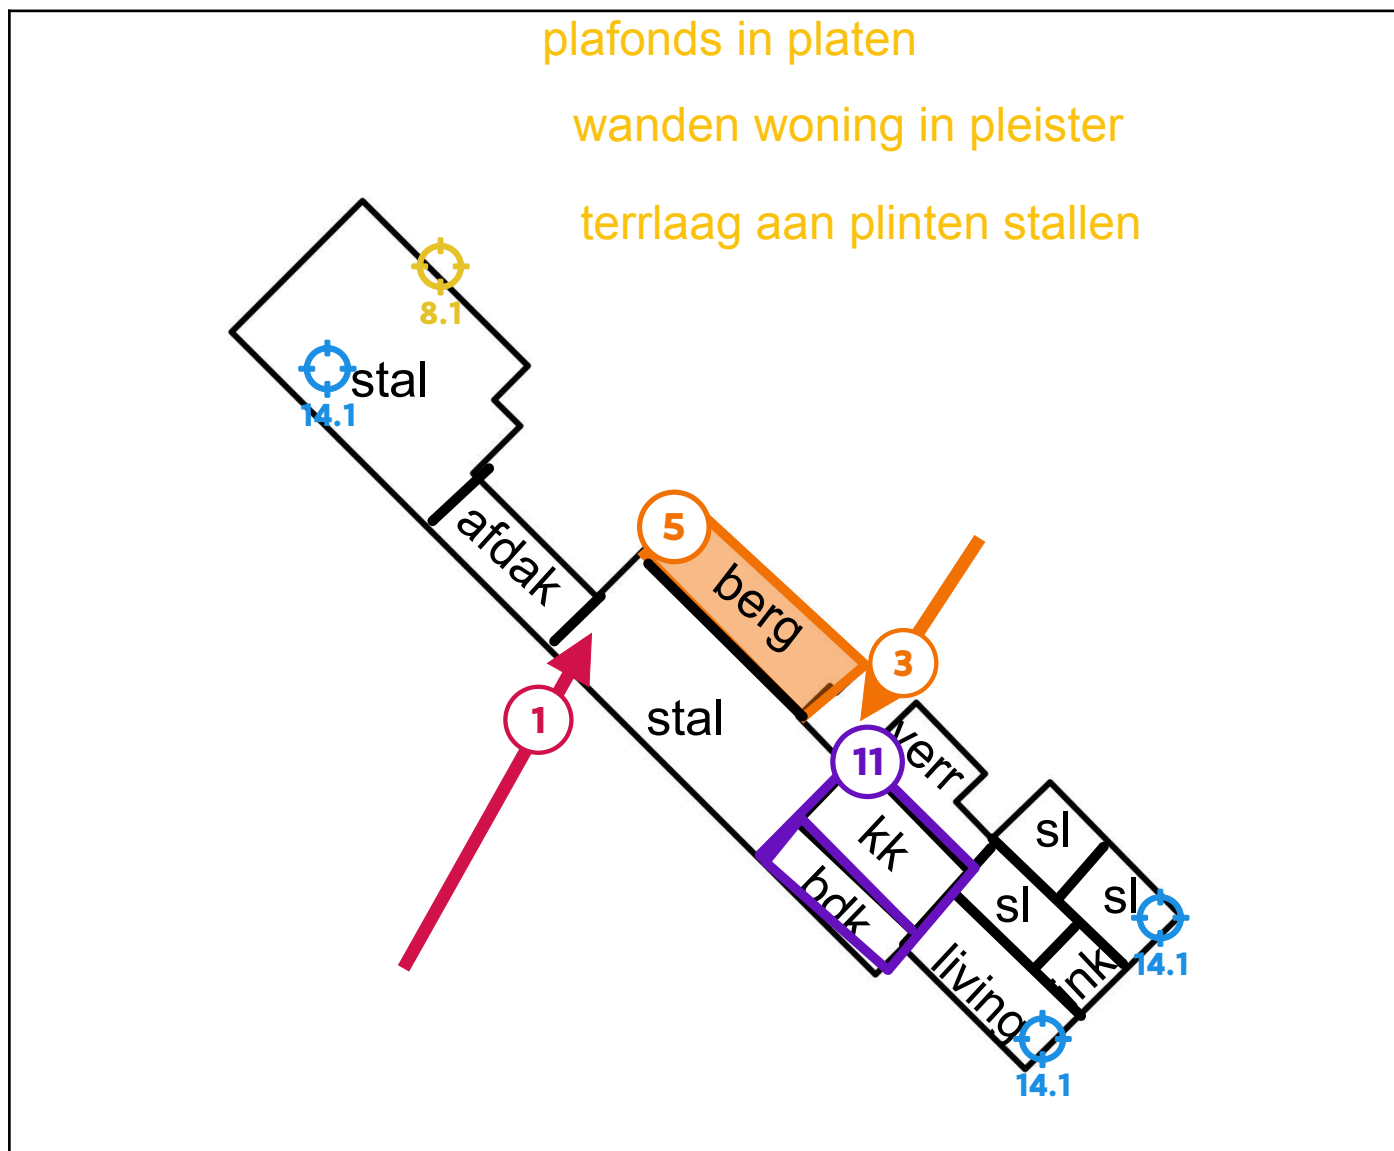 plafonds in platen
wanden woning in pleister
terrlaag aan plinten stallen
8.1
stal
14.1
afdak
5
berg
3
1
stal
11
verr
kk
sl
bdk
sl
sl
living
ink
14.1
14.1